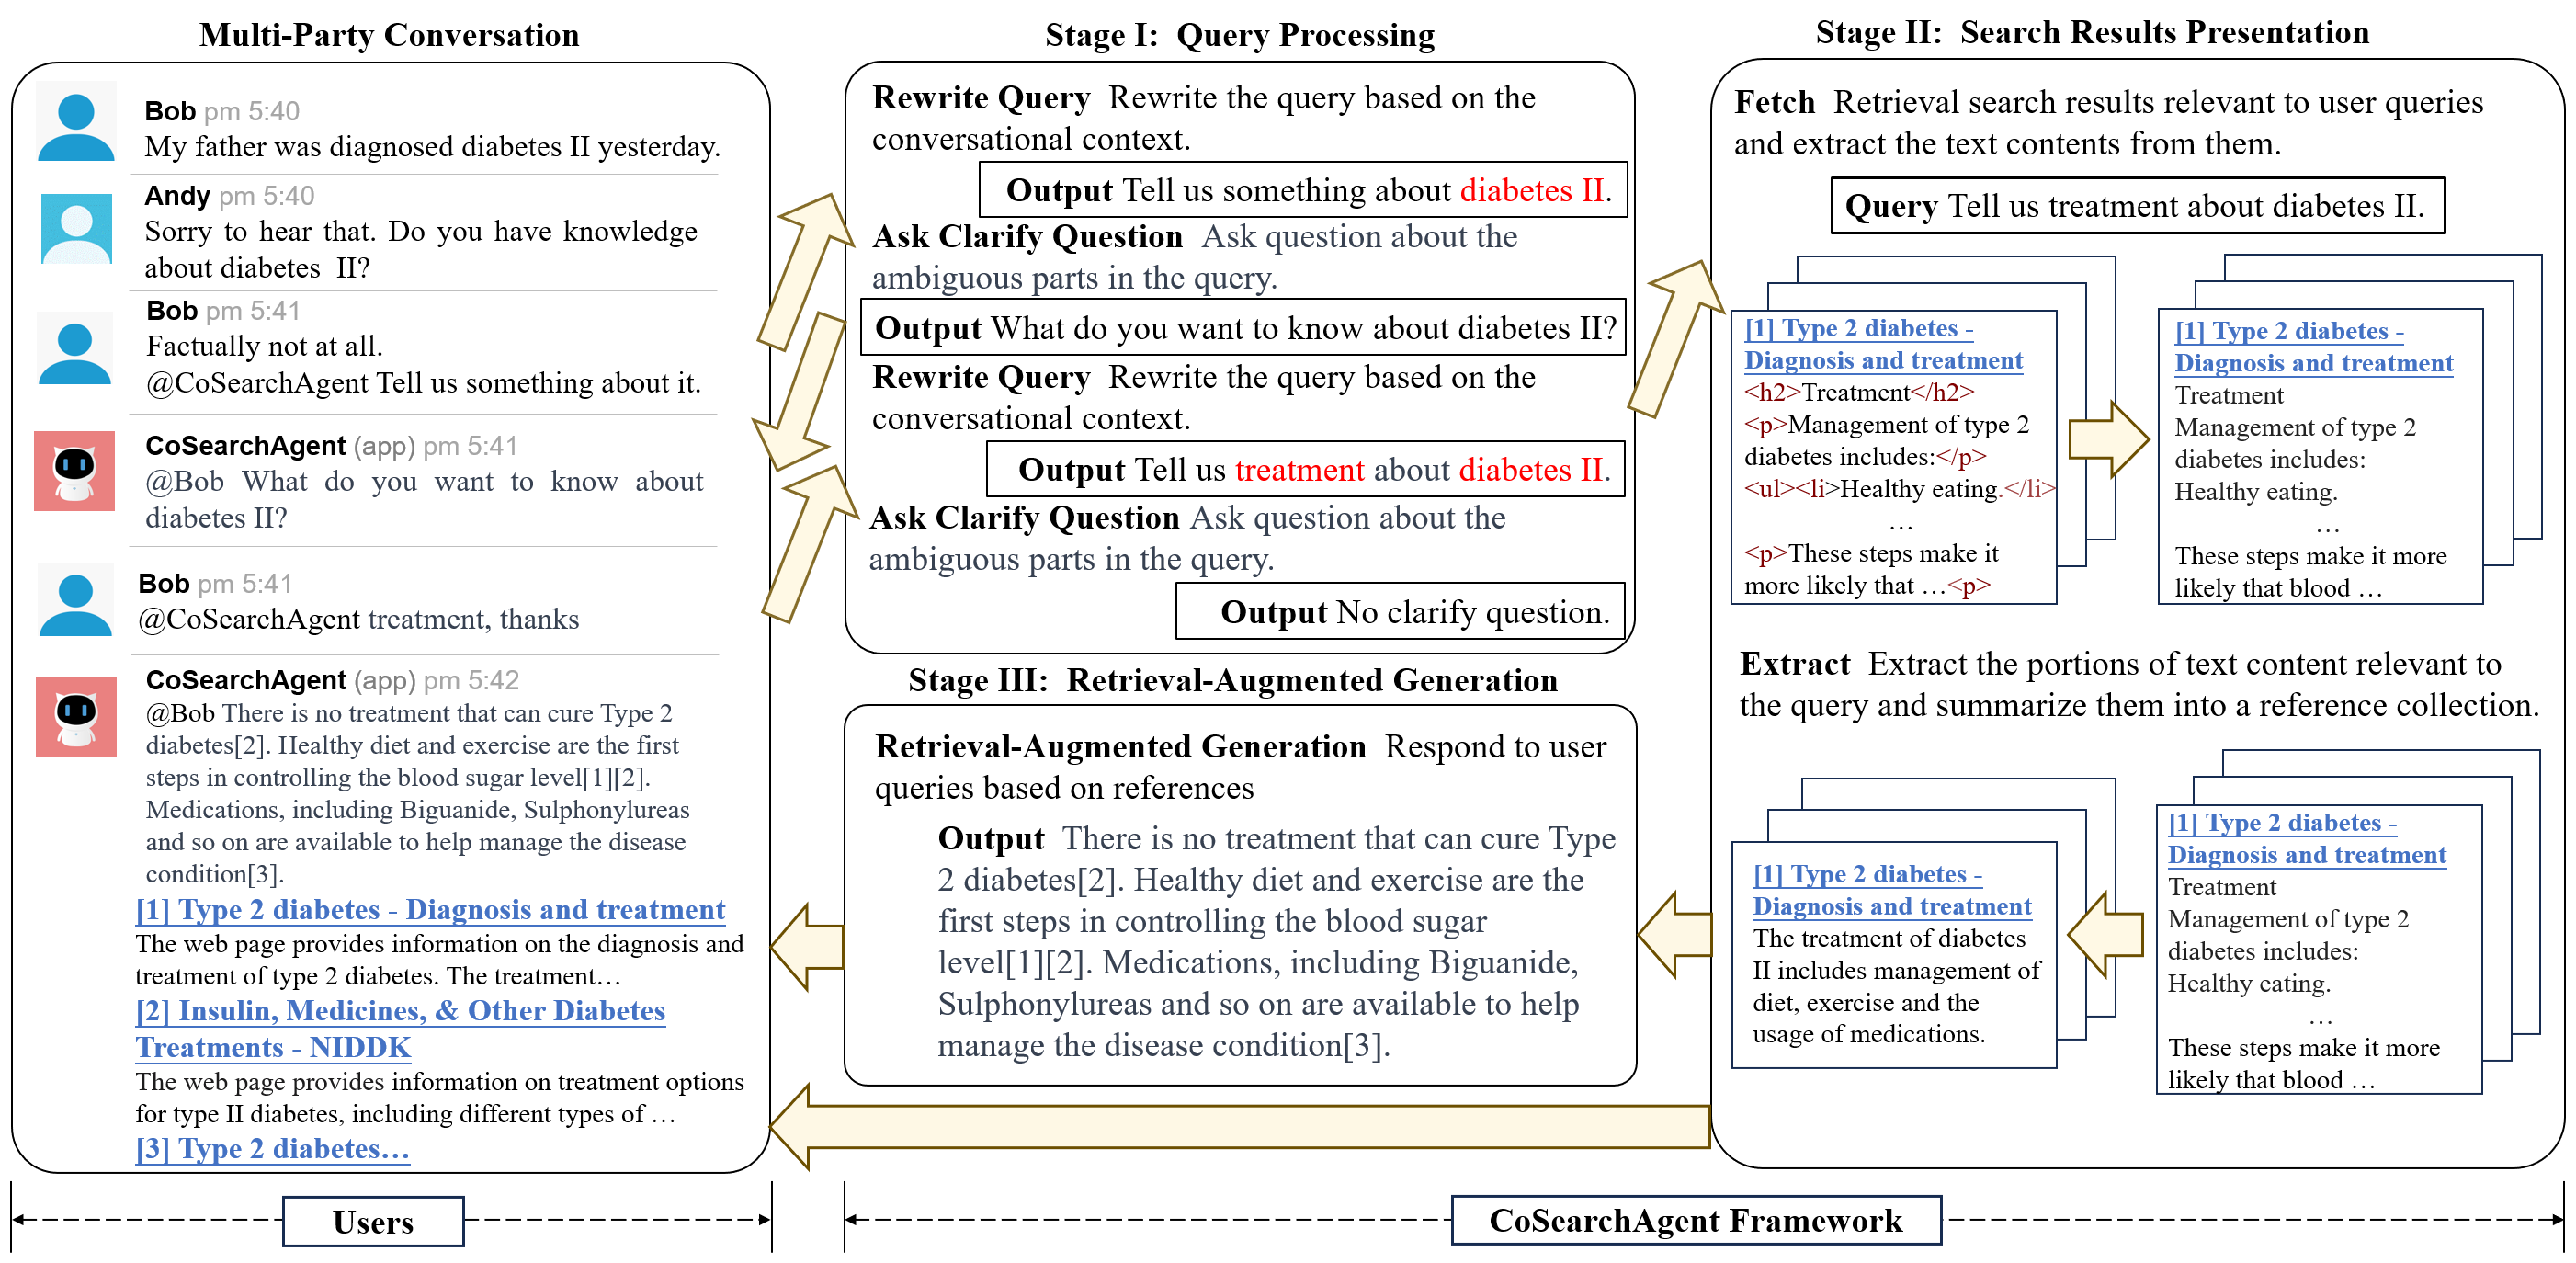 Multi-Party Conversation
Bob pm 5:40
My father was diagnosed diabetes II yesterday.
Andy pm 5:40
Sorry to hear that. Do you have knowledge
about diabetes II?
Bob pm 5:41
Factually not at all.
@CoSearchAgent Tell us something about it.
CoSearchAgent (app) pm 5:41
@Bob What do you want to know about
diabetes II?
Bob pm 5:41
@CoSearchAgent treatment, thanks
CoSearchAgent (app) pm 5:42
@Bob There is no treatment that can cure Type 2
diabetes[2]. Healthy diet and exercise are the first
steps in controlling the blood sugar level[1][2].
Medications, including Biguanide, Sulphonylureas
and so on are available to help manage the disease
condition[3].
[1] Type 2 diabetes - Diagnosis and treatment
The web page provides information on the diagnosis and
treatment of type 2 diabetes. The treatment…
[2] Insulin, Medicines, & Other Diabetes
Treatments - NIDDK
The web page provides information on treatment options
for type II diabetes, including different types of …
[3] Type 2 diabetes…
Users
Stage I: Query Processing
Rewrite Query Rewrite the query based on the
conversational context.
Output Tell us something about diabetes II.
Ask Clarify Question Ask question about the
ambiguous parts in the query.
Output What do you want to know about diabetes II?
Rewrite Query Rewrite the query based on the
conversational context.
Output Tell us treatment about diabetes II.
Ask Clarify Question Ask question about the
ambiguous parts in the query.
Output No clarify question.
Stage II: Search Results Presentation
Fetch Retrieval search results relevant to user queries
and extract the text contents from them.
Query Tell us treatment about diabetes II.
[1] Type 2 diabetes -
Diagnosis and treatment
<h2>Treatment</h2>
<p>Management of type 2
diabetes includes:</p>
<ul><li>Healthy eating.</li>
…
<p>These steps make it
more likely that …<p>
[1] Type 2 diabetes -
Diagnosis and treatment
Treatment
Management of type 2
diabetes includes:
Healthy eating.
…
These steps make it more
likely that blood …
Extract Extract the portions of text content relevant to
the query and summarize them into a reference collection.
[1] Type 2 diabetes -
Diagnosis and treatment
Treatment
Management of type 2
diabetes includes:
Healthy eating.
…
These steps make it more
likely that blood …
[1] Type 2 diabetes -
Diagnosis and treatment
The treatment of diabetes
II includes management of
diet, exercise and the
usage of medications.
Stage III: Retrieval-Augmented Generation
Retrieval-Augmented Generation Respond to user
queries based on references
Output There is no treatment that can cure Type
2 diabetes[2]. Healthy diet and exercise are the
first steps in controlling the blood sugar
level[1][2]. Medications, including Biguanide,
Sulphonylureas and so on are available to help
manage the disease condition[3].
CoSearchAgent Framework